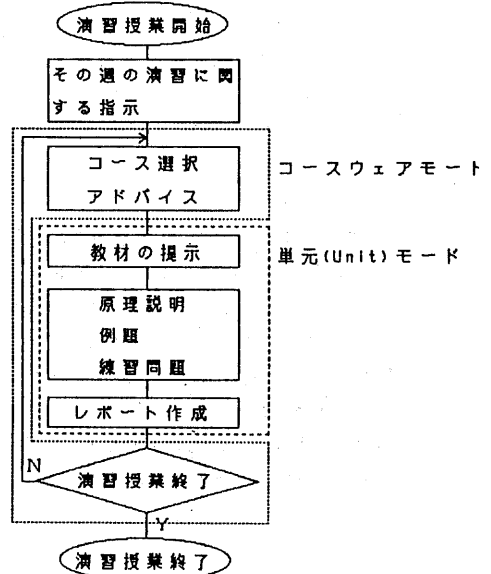 演習授業開始
その週の演習に関
する指示
コース選択
アドバイス
コースウェアモート
教材の提示
単元(Unit)モード
原理説明
例題
練習問題
レポート作成
N
演習授業終了
Y
演習授業終了